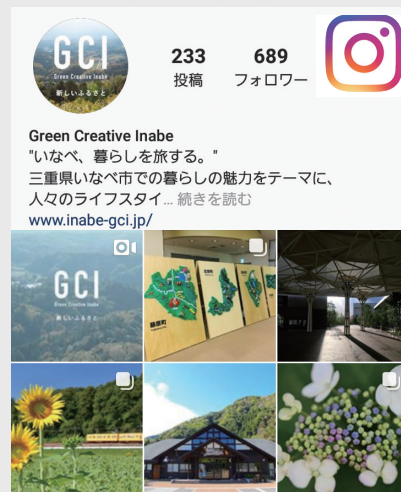 GCI
Green Creative Inabe
新しいふるさと
233
投稿
689
フォロワー
Green Creative Inabe
"いなべ、暮らしを旅する。"
三重県いなべ市での暮らしの魅力をテーマに、
人々のライフスタイ... 続きを読む
www.inabe-gci.jp/
GCI
Green Creative Inabe
新しいふるさと
藤原町